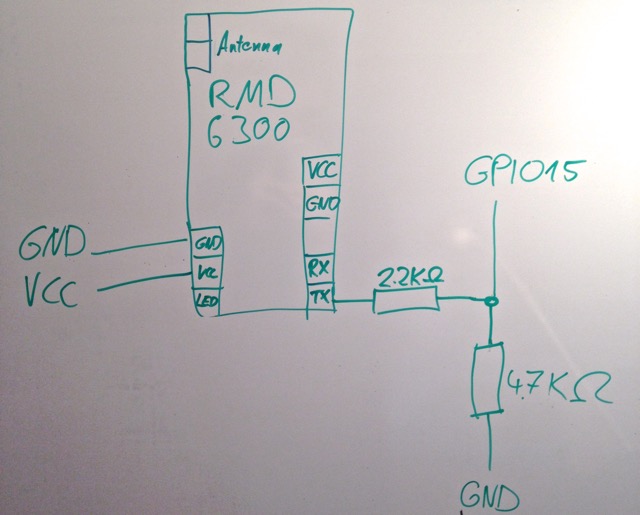 Antenna
RMD
6300
VCC
GND
RX
TX
GND
VCC
LED
GND
VCC
2.2KΩ
GPIO15
4.7KΩ
GND